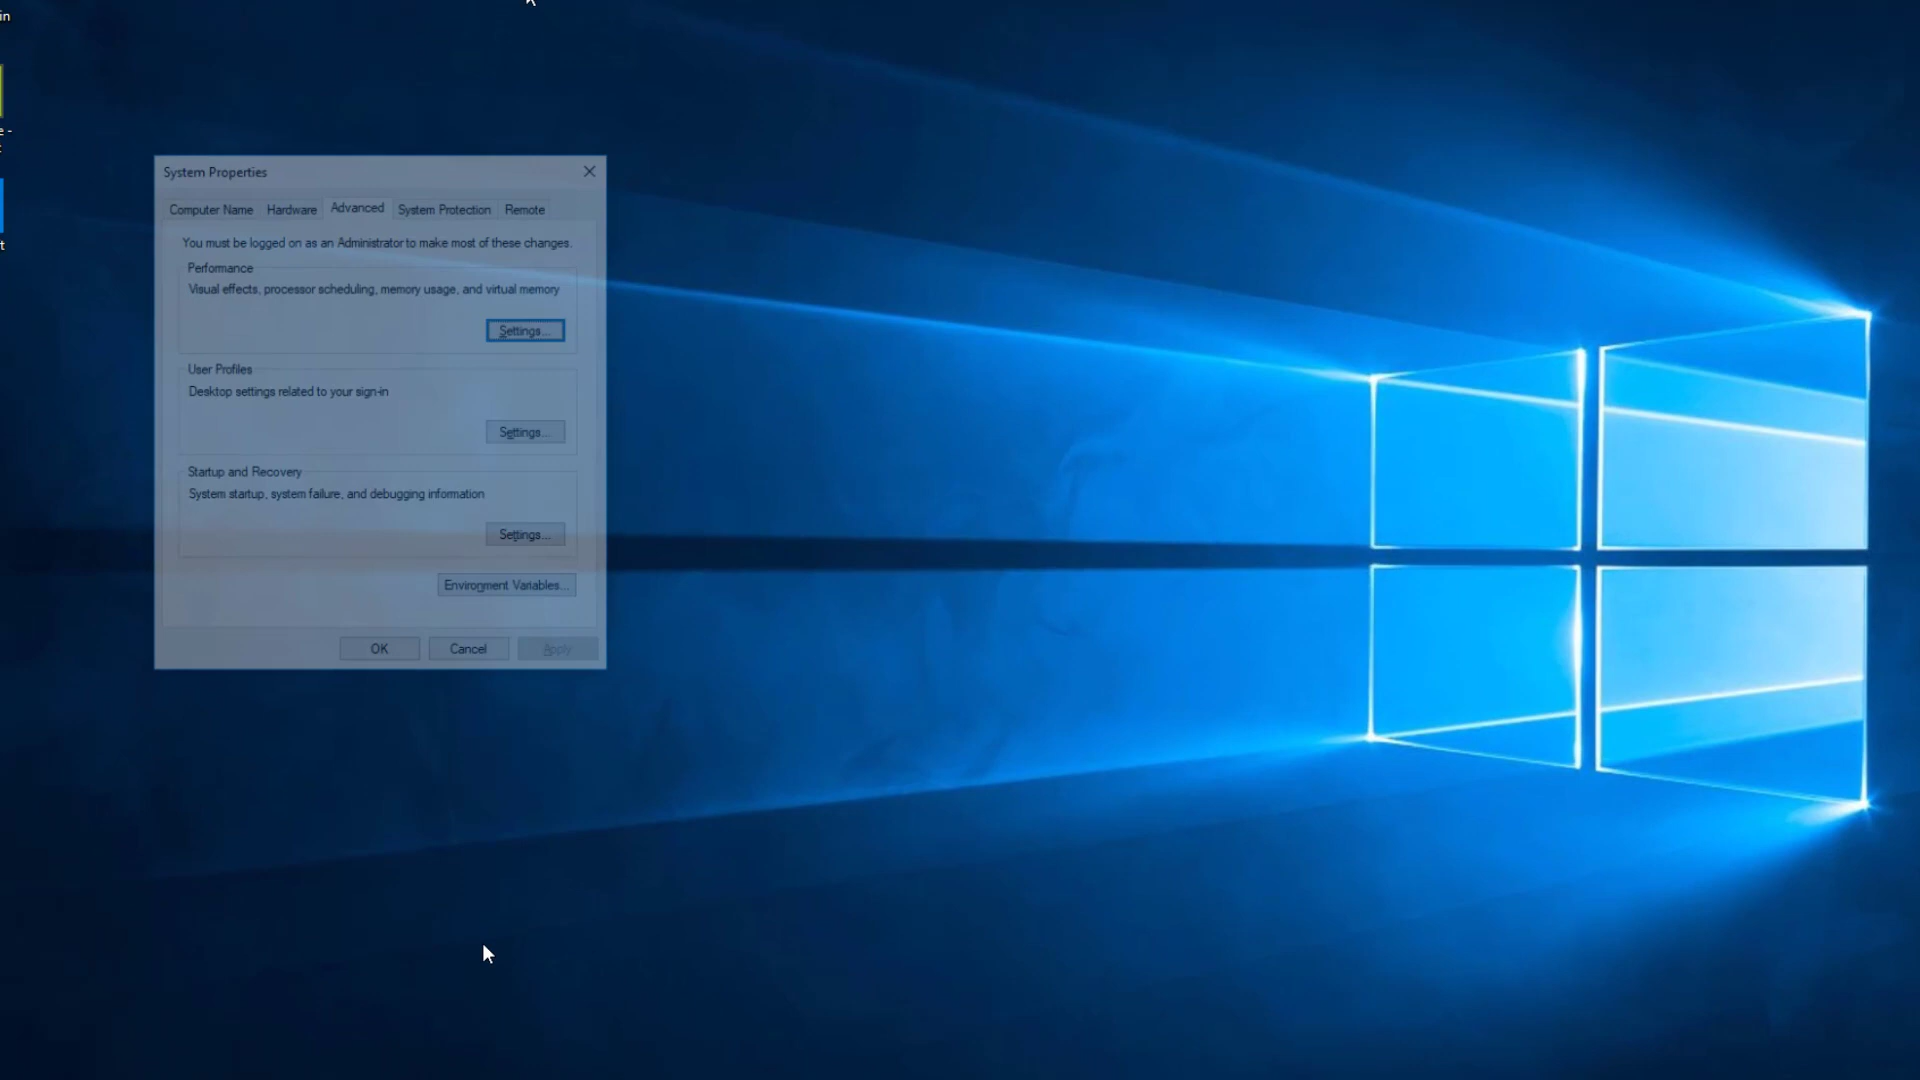 in
System Properties
Computer Name
Hardware
Advanced
System Protection
Remote
e -
You must be logged on as an Administrator to make most of these changes.
t
Performance
Visual effects, processor scheduling, memory usage, and virtual memory
Settings...
User Profiles
Desktop settings related to your sign-in
Settings...
Startup and Recovery
System startup, system failure, and debugging information
Settings...
Environment Variables...
OK
Cancel
Apply